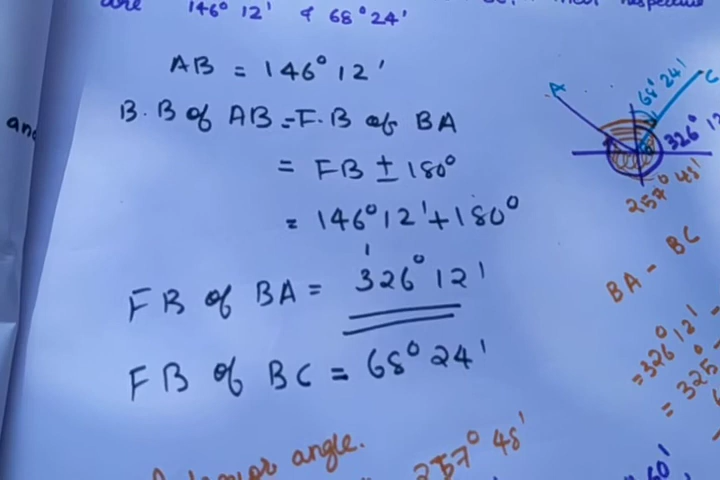 are 146° 12' & 68° 24'
AB = 146° 12'
B.B of AB = F.B of BA
= FB ± 180°
= 146° 12' + 180°
FB of BA = 326° 12'
FB of BC = 68° 24'
angle.
257° 48'
and
A
68° 24'
C
326°
257° 48'
BA - BC
= 326° 12' -
= 325°
60'